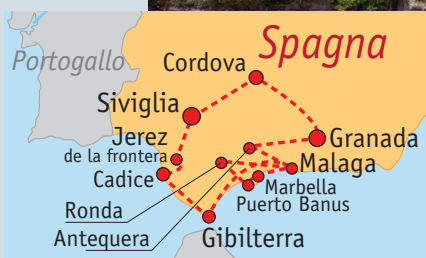 Spagna
Portogallo
Cordova
Siviglia
Jerez
de la frontera
Granada
Malaga
Cadice
Marbella
Puerto Banus
Ronda
Antequera
Gibilterra